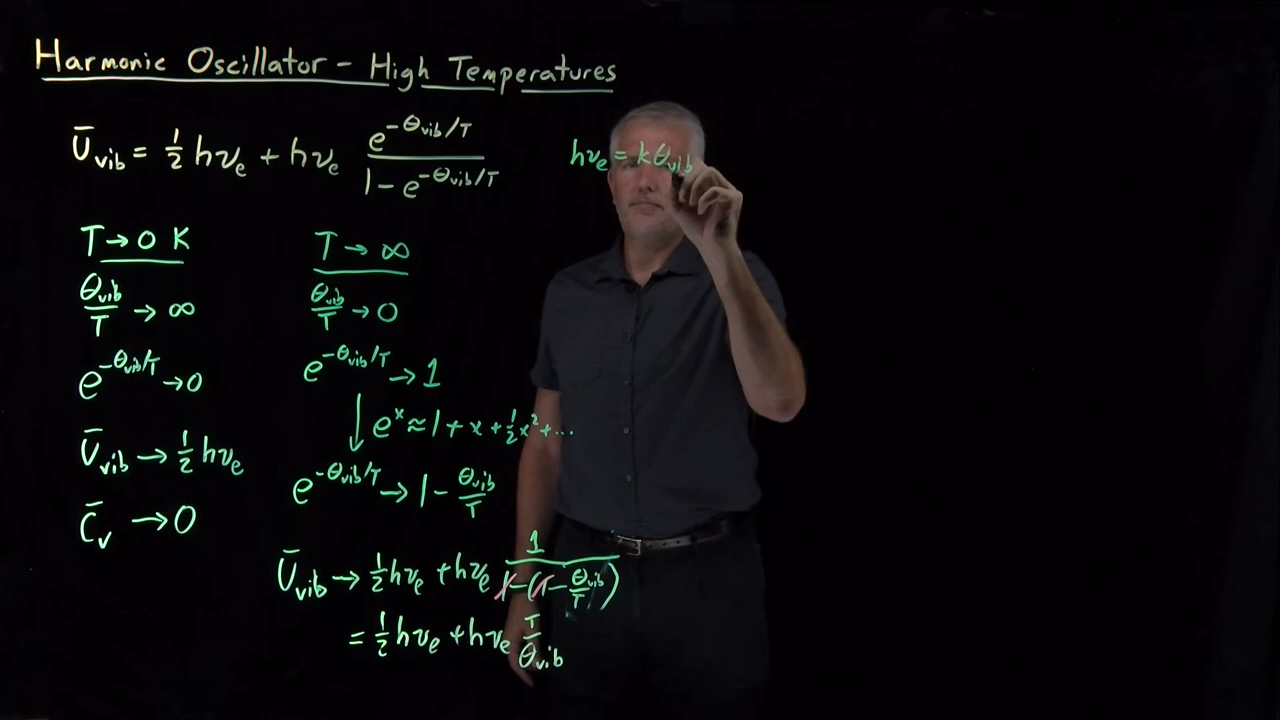 Harmonic Oscillator - High Temperatures
Ū_vib = 1/2 hν_e + hν_e e^(-Θ_vib/T) / (1 - e^(-Θ_vib/T))
hν_e = kΘ_vib
T → 0 K
Θ_vib/T → ∞
e^(-Θ_vib/T) → 0
Ū_vib → 1/2 hν_e
C̄_v → 0
T → ∞
Θ_vib/T → 0
e^(-Θ_vib/T) → 1
↓ e^x ≈ 1 + x + 1/2 x² + ...
e^(-Θ_vib/T) → 1 - Θ_vib/T
Ū_vib → 1/2 hν_e + hν_e 1 / (1 - (1 - Θ_vib/T))
= 1/2 hν_e + hν_e T/Θ_vib